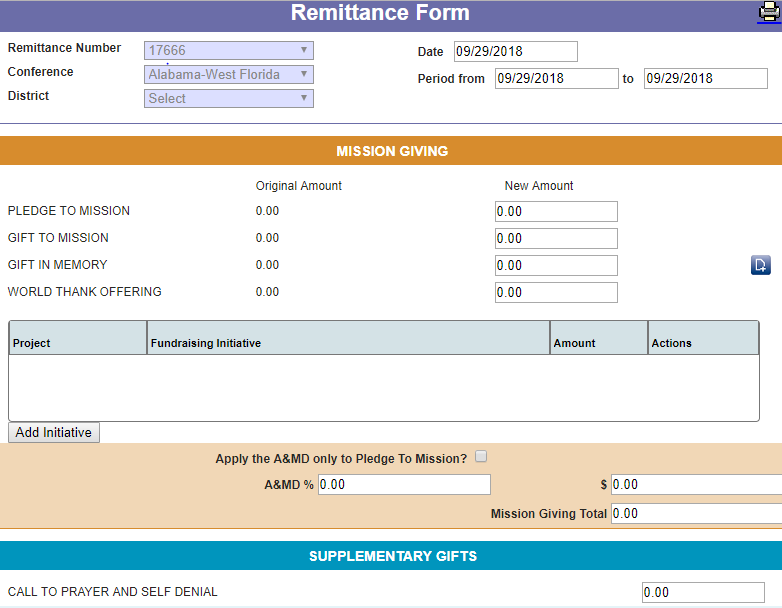 Remittance Form
Remittance Number 17666 Date 09/29/2018
Conference Alabama-West Florida Period from 09/29/2018 to 09/29/2018
District Select
MISSION GIVING
Original Amount New Amount
PLEDGE TO MISSION 0.00 0.00
GIFT TO MISSION 0.00 0.00
GIFT IN MEMORY 0.00 0.00
WORLD THANK OFFERING 0.00 0.00
Project Fundraising Initiative Amount Actions
Add Initiative
Apply the A&MD only to Pledge To Mission?
A&MD % 0.00 $ 0.00
Mission Giving Total 0.00
SUPPLEMENTARY GIFTS
CALL TO PRAYER AND SELF DENIAL 0.00